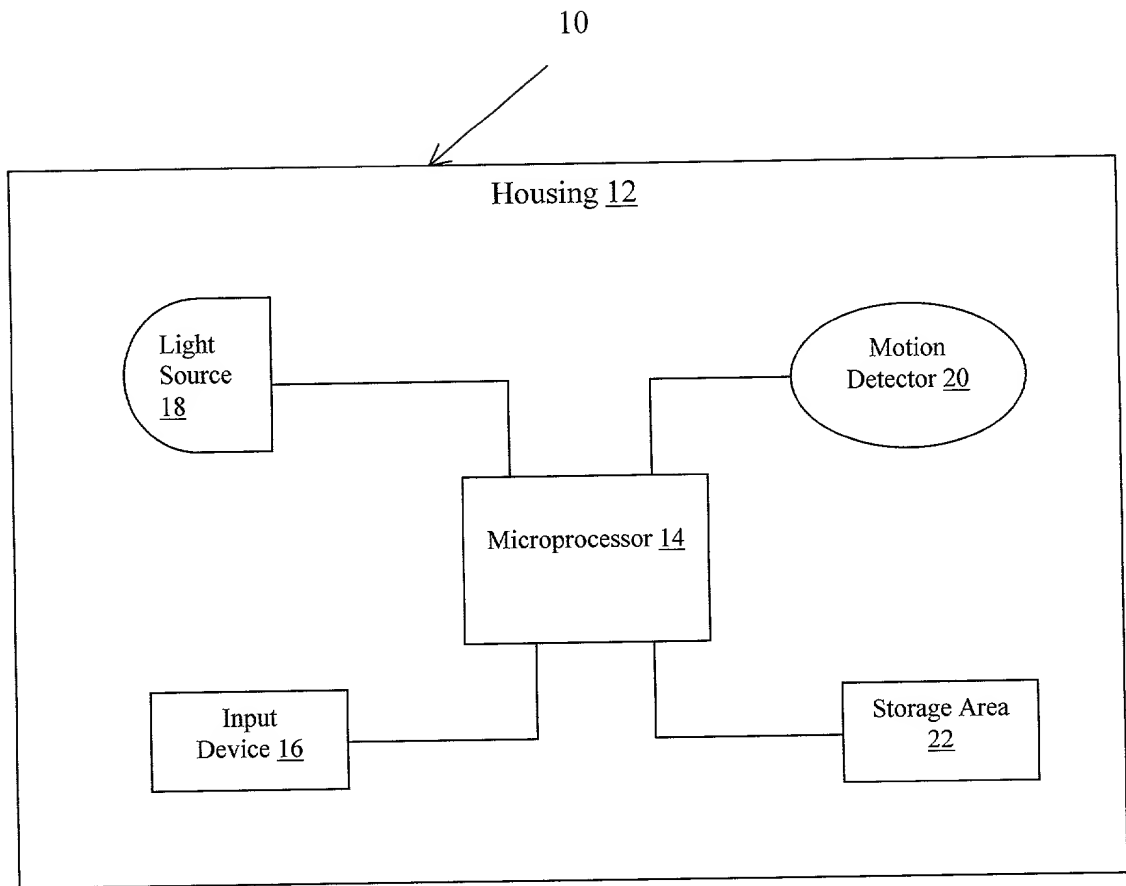 10
Housing 12
Light
Source
18
Motion
Detector 20
Microprocessor 14
Input
Device 16
Storage Area
22